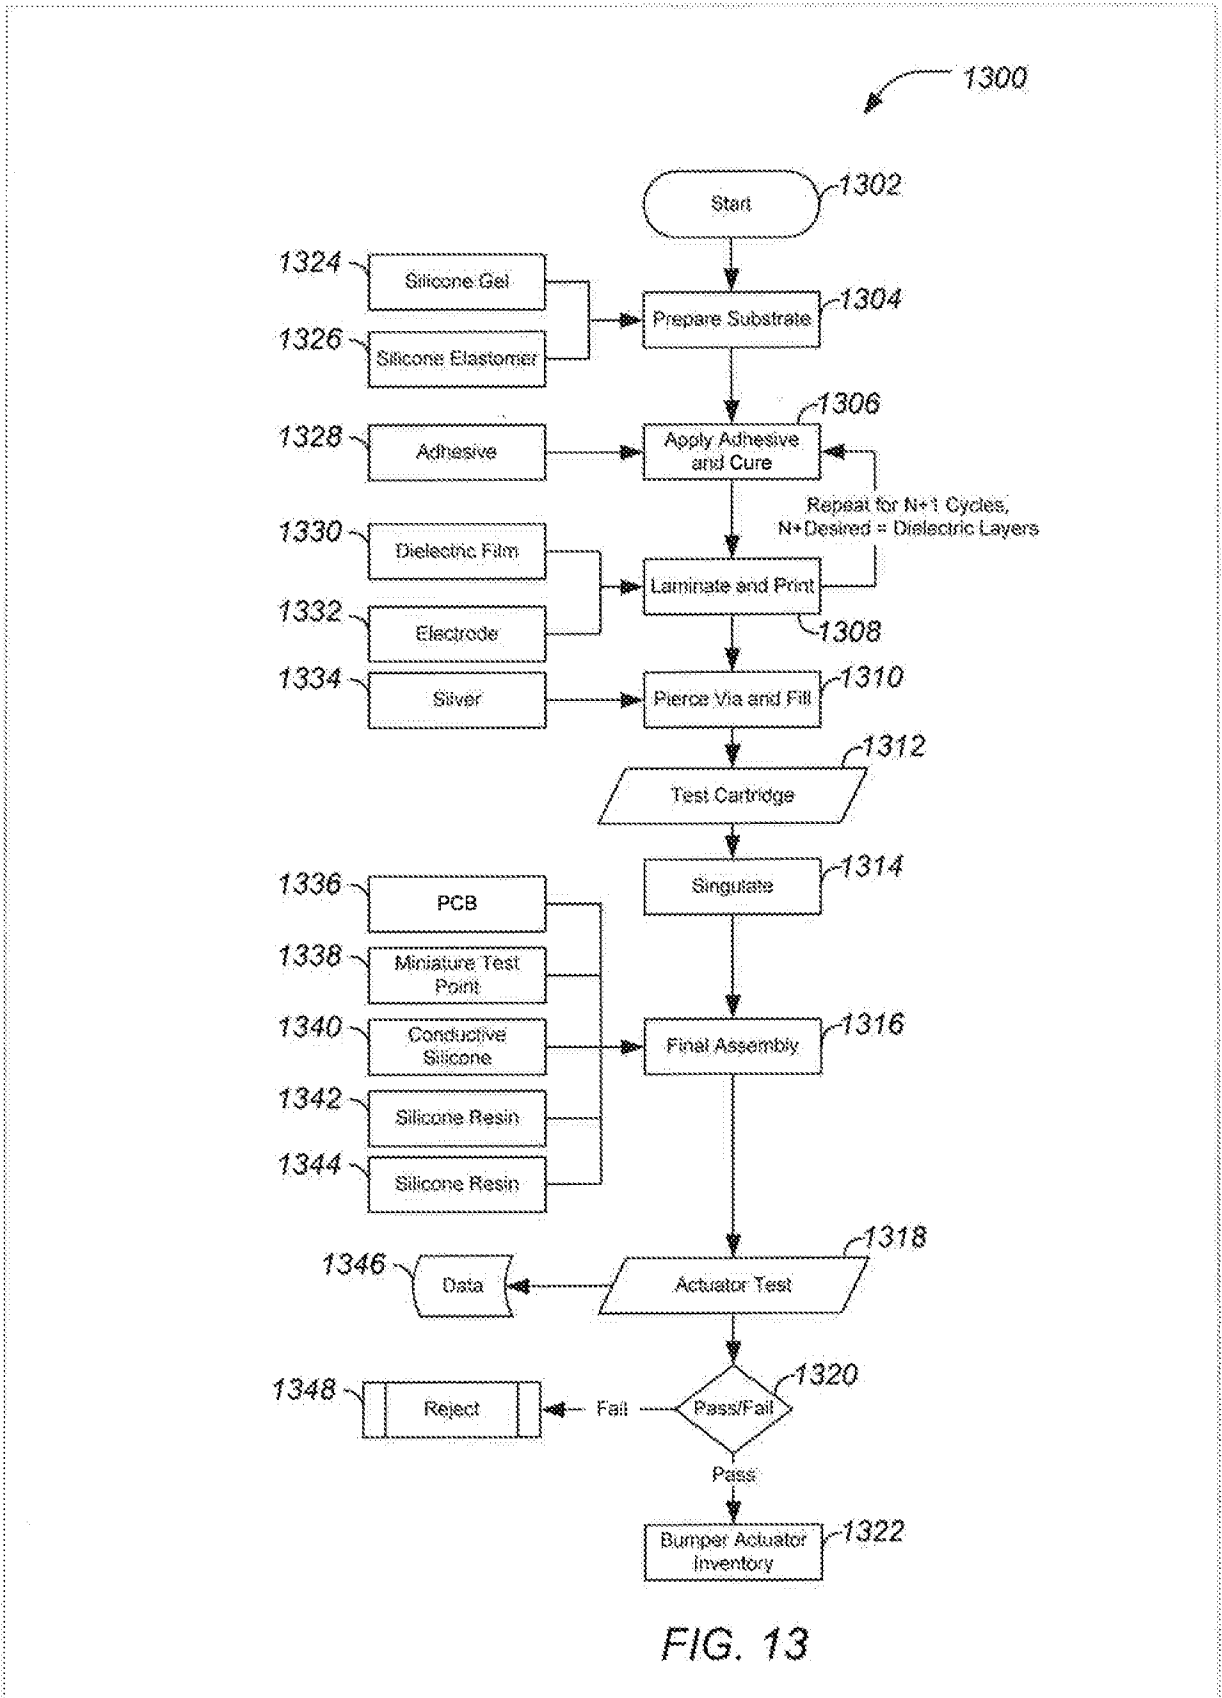 1300
1302
Start
1324
Silicone Gel
1304
Prepare Substrate
1326
Silicone Elastomer
1306
1328
Adhesive
Apply Adhesive
and Cure
Repeat for N+1 Cycles,
N+Desired = Dielectric Layers
1330
Dielectric Film
Laminate and Print
1308
1332
Electrode
1334
Silver
1310
Pierce Via and Fill
1312
Test Cartridge
1314
Singulate
1336
PCB
1338
Miniature Test
Point
1340
Conductive
Silicone
1316
Final Assembly
1342
Silicone Resin
1344
Silicone Resin
1318
1346
Data
Actuator Test
1320
1348
Reject
Fail
Pass/Fail
Pass
1322
Bumper Actuator
Inventory
FIG. 13